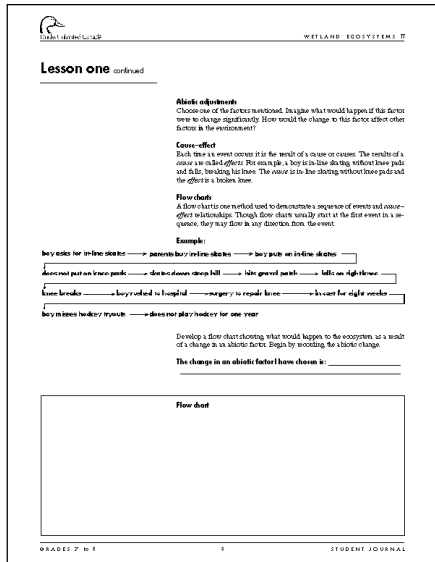 Ducks Unlimited Canada
WETLAND ECOSYSTEMS II
Lesson one continued
Abiotic adjustments
Choose one of the factors mentioned. Imagine what would happen if this factor
were to change significantly. How would the change to this factor affect other
factors in the environment?
Cause-effect
Each time an event occurs it is the result of a cause or causes. The results of a
cause are called effects. For example, a boy is in-line skating without knee pads
and falls, breaking his knee. The cause is in-line skating without knee pads and
the effect is a broken knee.
Flow charts
A flow chart is one method used to demonstrate a sequence of events and cause-
effect relationships. Though flow charts usually start at the first event in a se-
quence, they may flow in any direction from the event.
Example:
boy asks for in-line skates → parents buy in-line skates → boy puts on in-line skates
does not put on knee pads → skates down steep hill → hits gravel patch → falls on right knee
knee breaks → boy rushed to hospital → surgery to repair knee → in cast for eight weeks
boy misses hockey tryouts → does not play hockey for one year
Develop a flow chart showing what would happen to the ecosystem as a result
of a change in an abiotic factor. Begin by recording the abiotic change.
The change in an abiotic factor I have chosen is:
Flow chart
GRADES 7 to 8 STUDENT JOURNAL